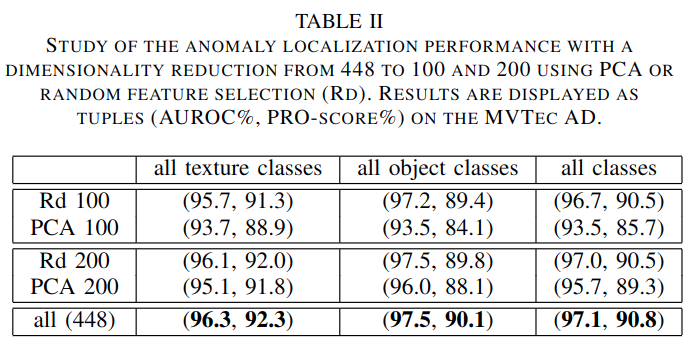 TABLE II
STUDY OF THE ANOMALY LOCALIZATION PERFORMANCE WITH A
DIMENSIONALITY REDUCTION FROM 448 TO 100 AND 200 USING PCA OR
RANDOM FEATURE SELECTION (RD). RESULTS ARE DISPLAYED AS
TUPLES (AUROC%, PRO-SCORE%) ON THE MVTEC AD.
all texture classes all object classes all classes
Rd 100 (95.7, 91.3) (97.2, 89.4) (96.7, 90.5)
PCA 100 (93.7, 88.9) (93.5, 84.1) (93.5, 85.7)
Rd 200 (96.1, 92.0) (97.5, 89.8) (97.0, 90.5)
PCA 200 (95.1, 91.8) (96.0, 88.1) (95.7, 89.3)
all (448) (96.3, 92.3) (97.5, 90.1) (97.1, 90.8)